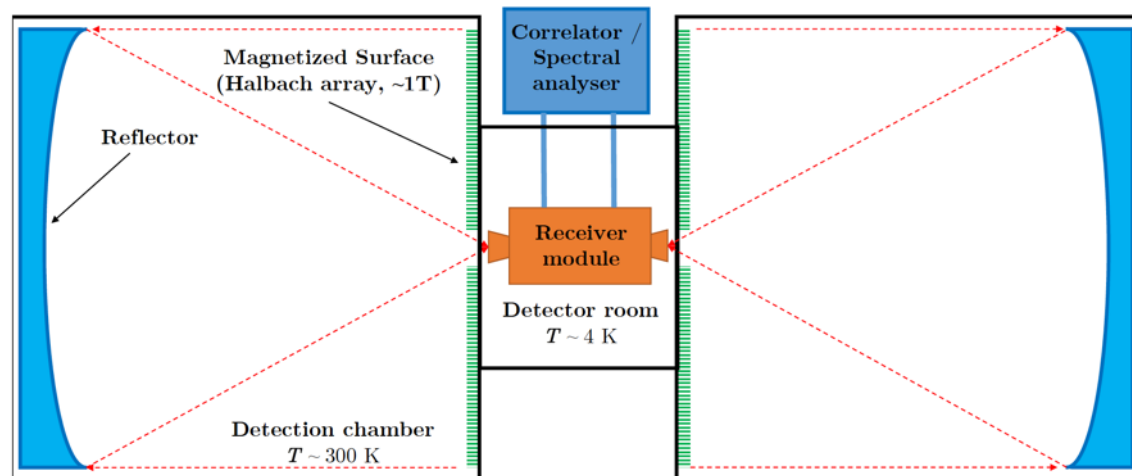 Correlator /
Spectral
analyser
Magnetized Surface
(Halbach array, ~1T)
Reflector
Receiver
module
Detector room
T ~ 4 K
Detection chamber
T ~ 300 K